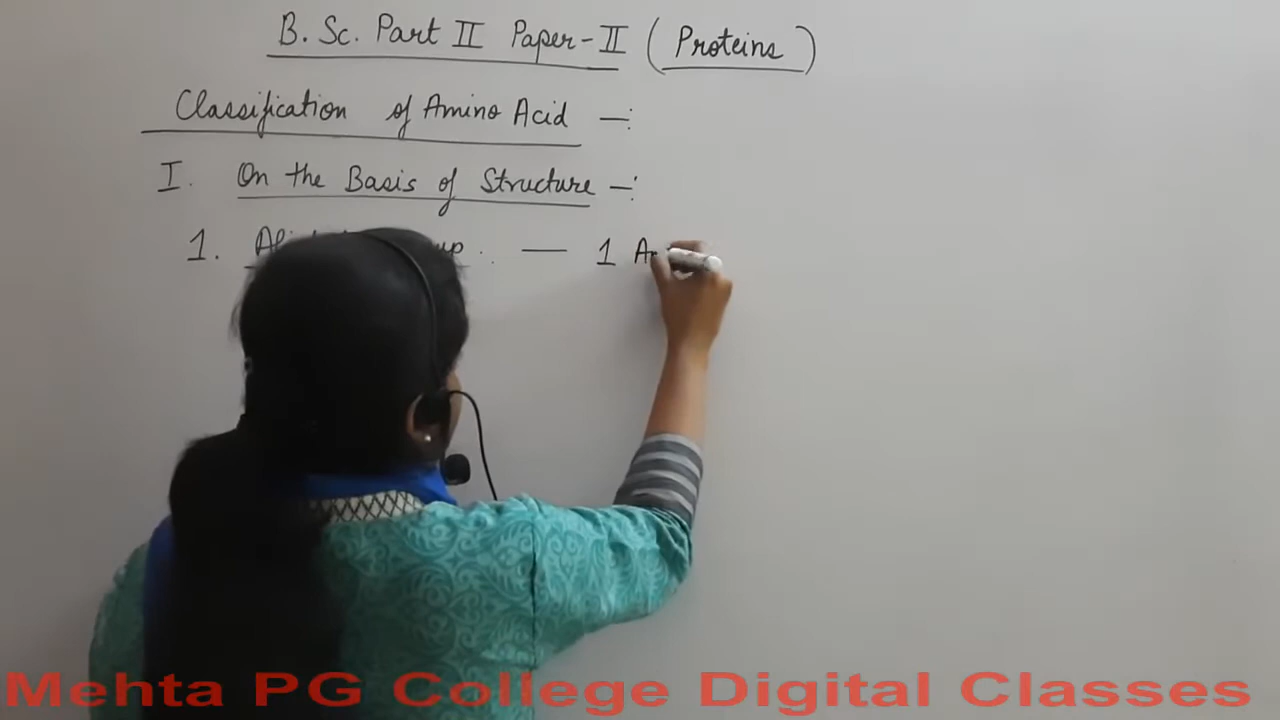 B. Sc. Part II Paper-II (Proteins)
Classification of Amino Acid -:
I. On the Basis of Structure -:
1. — 1
Mehta PG College Digital Classes